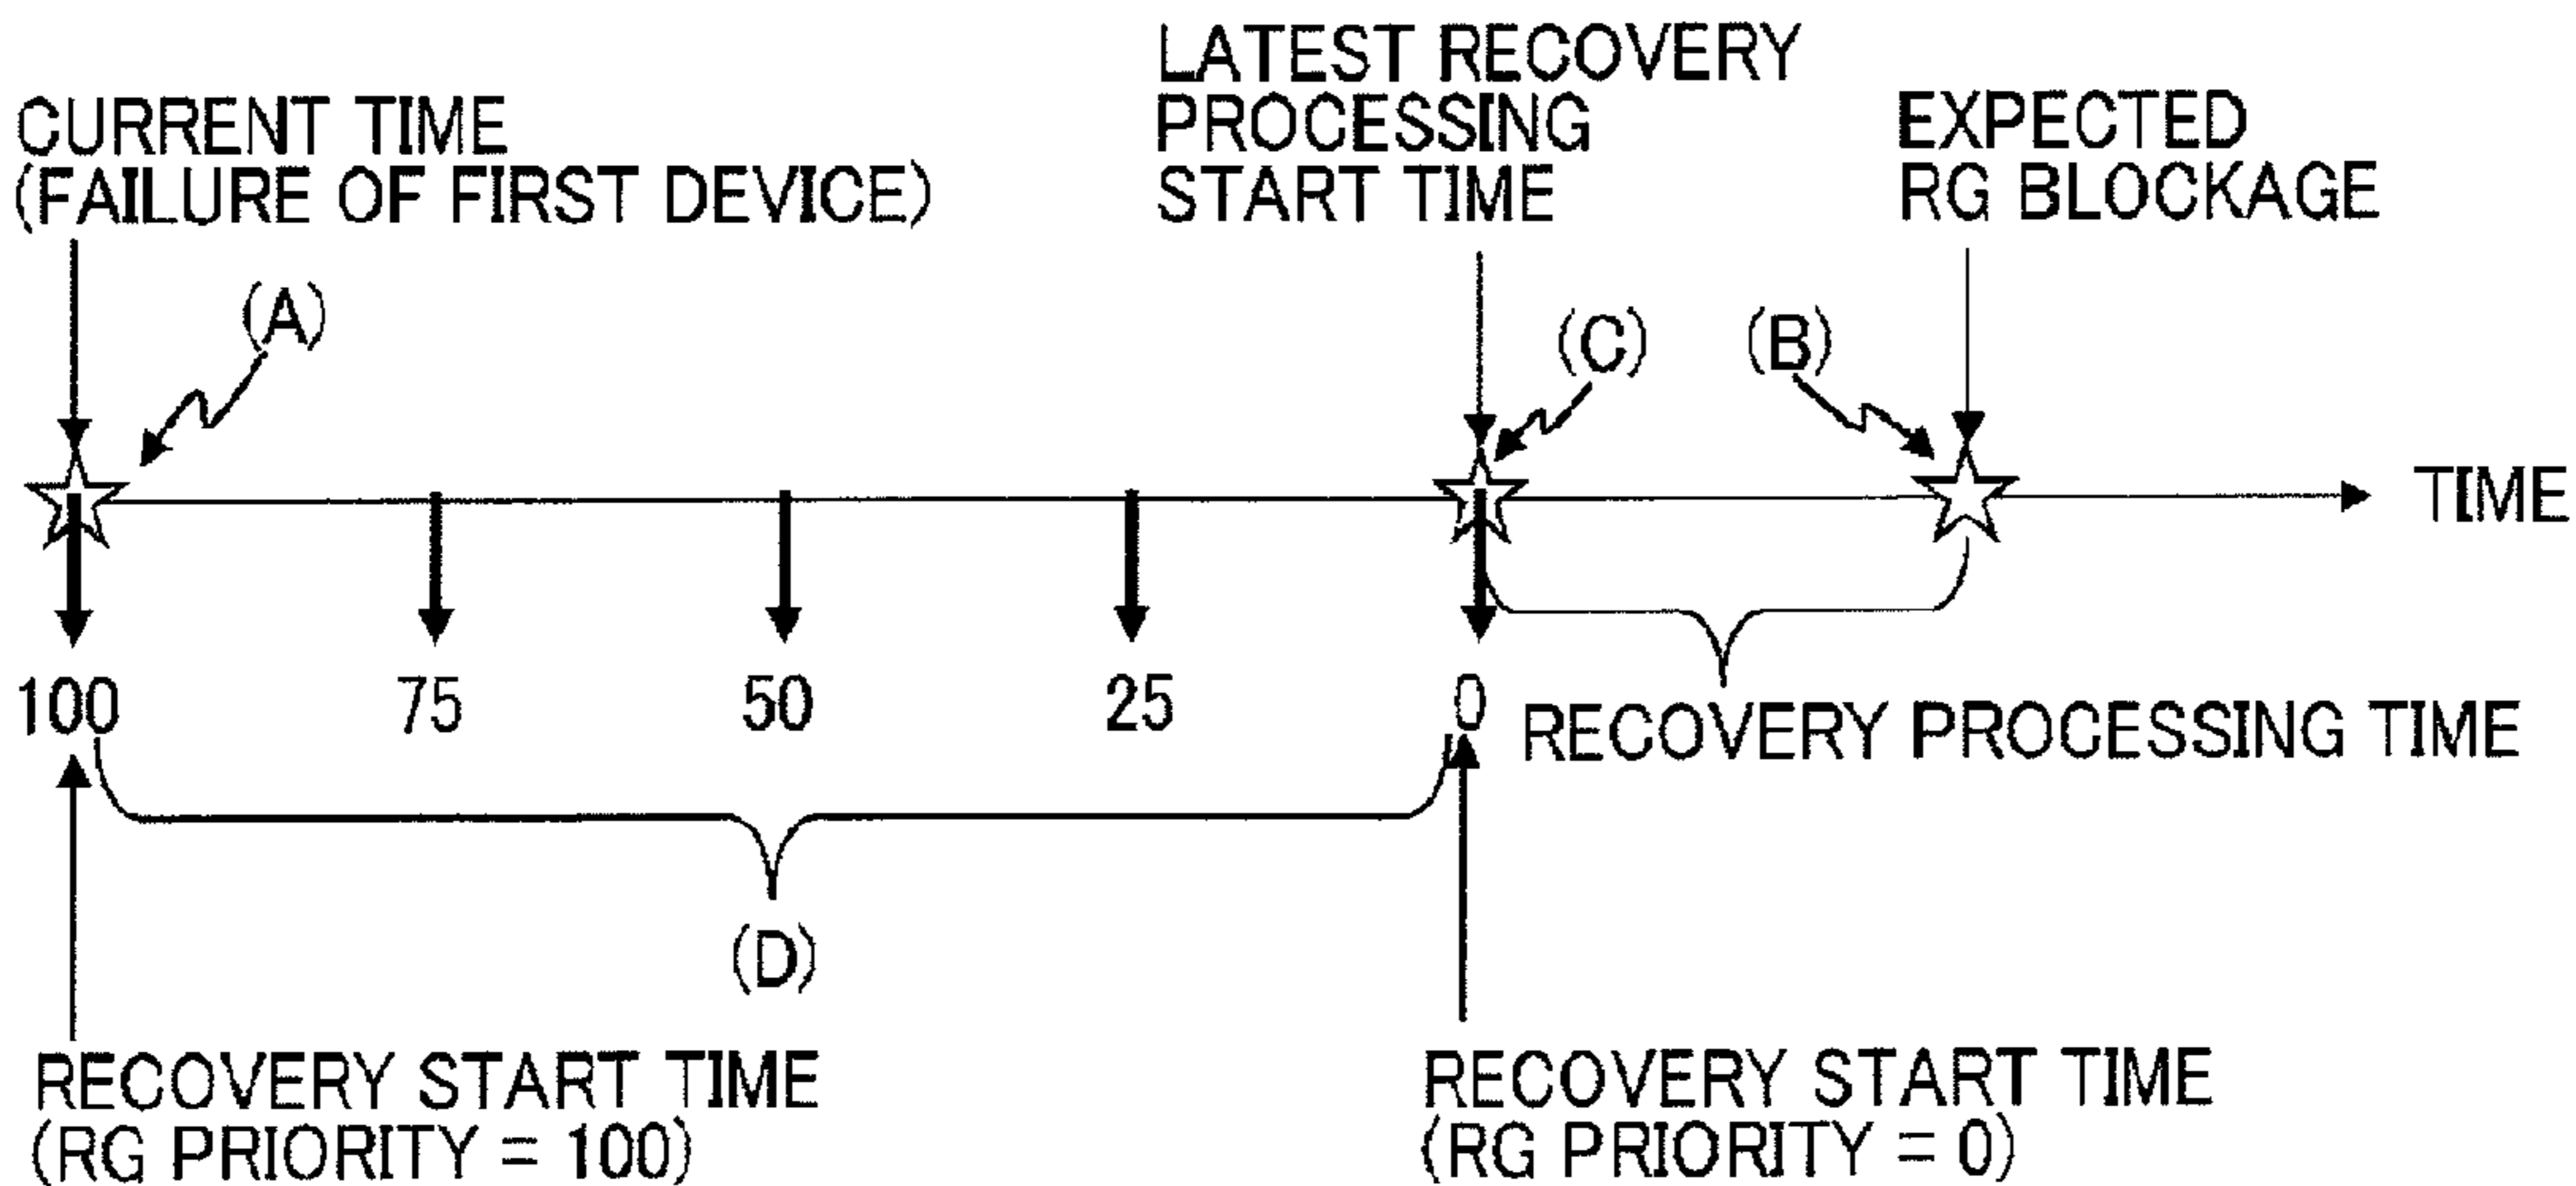 CURRENT TIME
(FAILURE OF FIRST DEVICE)
LATEST RECOVERY
PROCESSING
START TIME
EXPECTED
RG BLOCKAGE
(A)
(C)
(B)
TIME
100
75
50
25
0
RECOVERY PROCESSING TIME
(D)
RECOVERY START TIME
(RG PRIORITY = 100)
RECOVERY START TIME
(RG PRIORITY = 0)